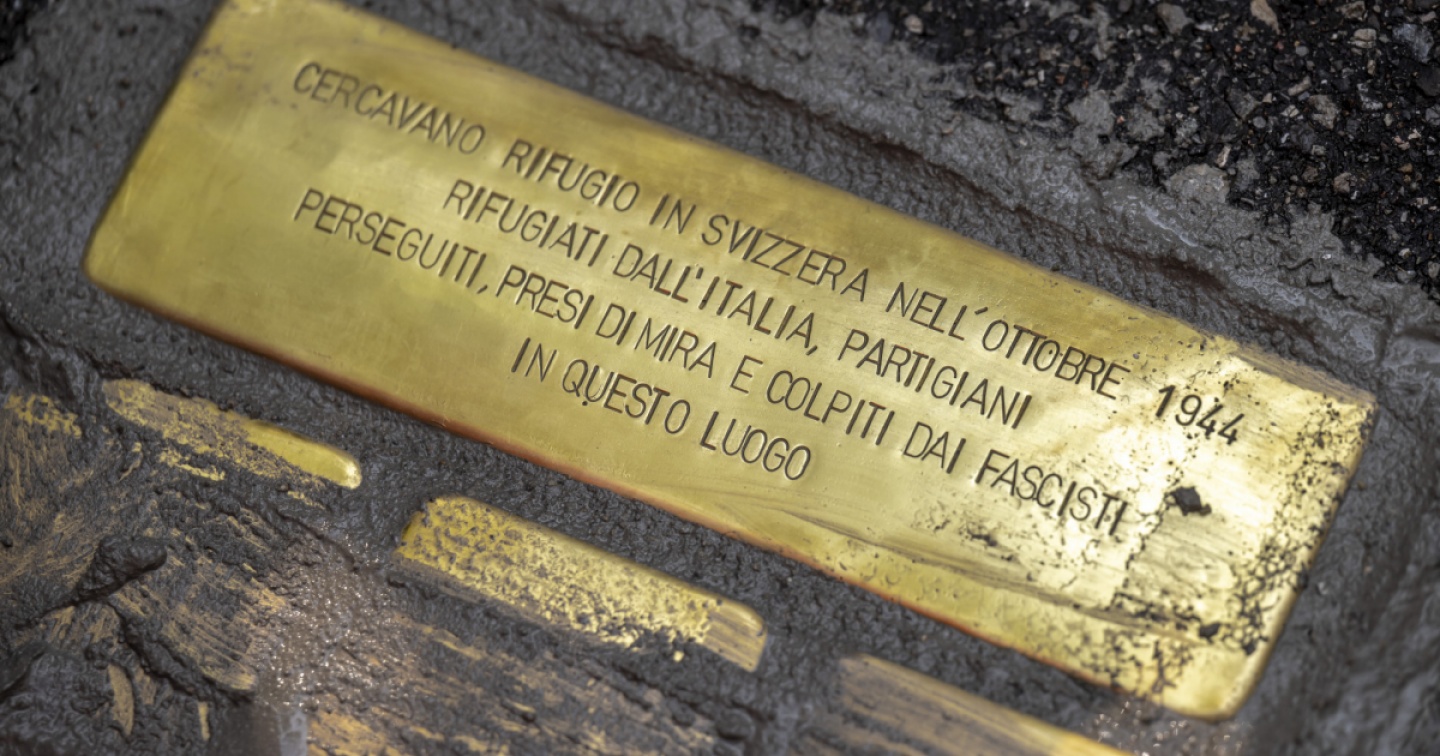 CERCAVANO RIFUGIO IN SVIZZERA NELL'OTTOBRE 1944
RIFUGIATI DALL'ITALIA, PARTIGIANI
PERSEGUITI, PRESI DI MIRA E COLPITI DAI FASCISTI
IN QUESTO LUOGO